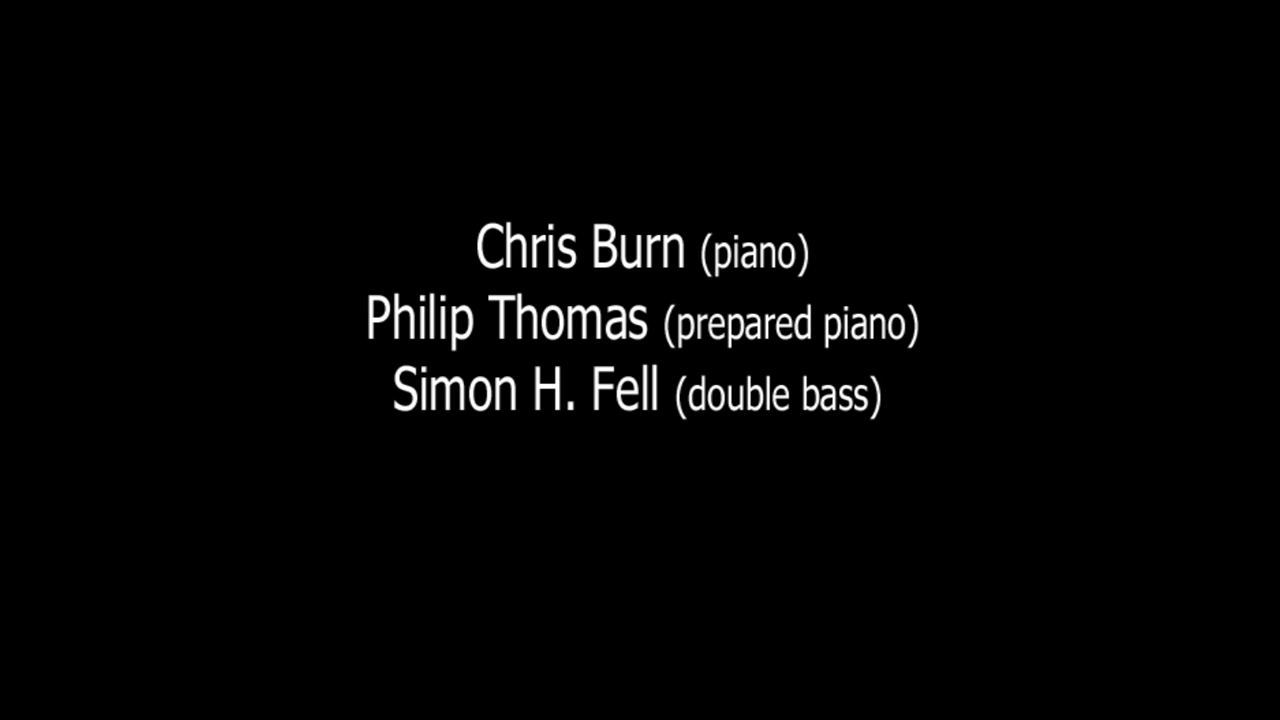 Chris Burn (piano)
Philip Thomas (prepared piano)
Simon H. Fell (double bass)